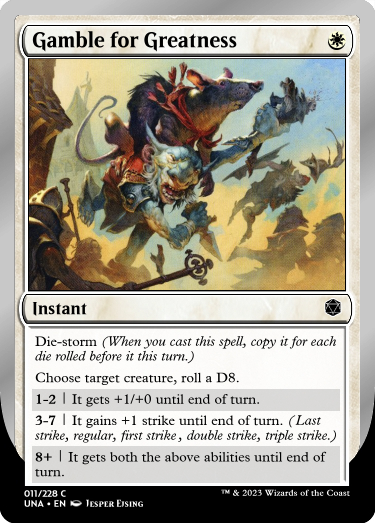 Gamble for Greatness
Instant
Die-storm (When you cast this spell, copy it for each
die rolled before it this turn.)
Choose target creature, roll a D8.
1-2 | It gets +1/+0 until end of turn.
3-7 | It gains +1 strike until end of turn. (Last
strike, regular, first strike , double strike, triple strike.)
8+ | It gets both the above abilities until end of
turn.
011/228 C
UNA • EN Jesper Eising
™ & 2023 Wizards of the Coast